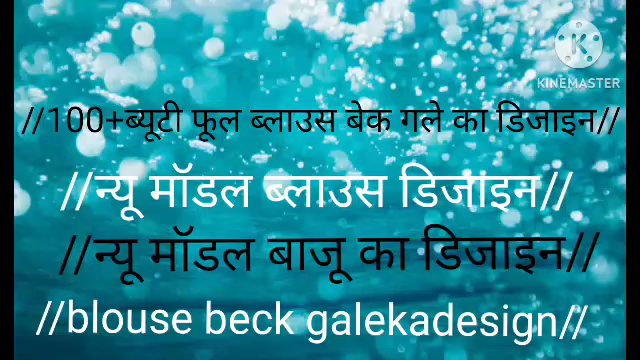 KINEMASTER
//100+ब्यूटी फूल ब्लाउस बेक गले का डिजाइन//
//न्यू मॉडल ब्लाउस डिजाइन//
//न्यू मॉडल बाजू का डिजाइन//
//blouse beck galekadesign//